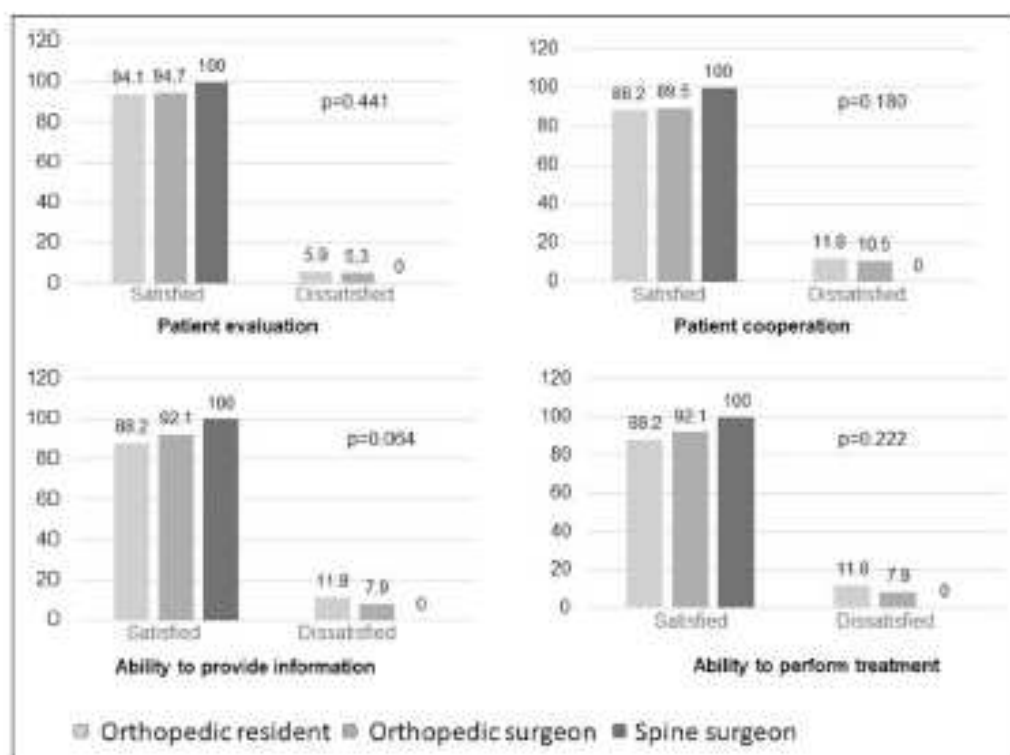 120
100
80
60
40
20
0
94.1 94.7 100
p=0.441
5.9 5.3 0
Satisfied Dissatisfied
Patient evaluation
120
100
80
60
40
20
0
88.2 89.5 100
p=0.180
11.8 10.5 0
Satisfied Dissatisfied
Patient cooperation
120
100
80
60
40
20
0
88.2 92.1 100
p=0.064
11.8 7.9 0
Satisfied Dissatisfied
Ability to provide information
120
100
80
60
40
20
0
88.2 92.1 100
p=0.222
11.8 7.9 0
Satisfied Dissatisfied
Ability to perform treatment
Orthopedic resident Orthopedic surgeon Spine surgeon